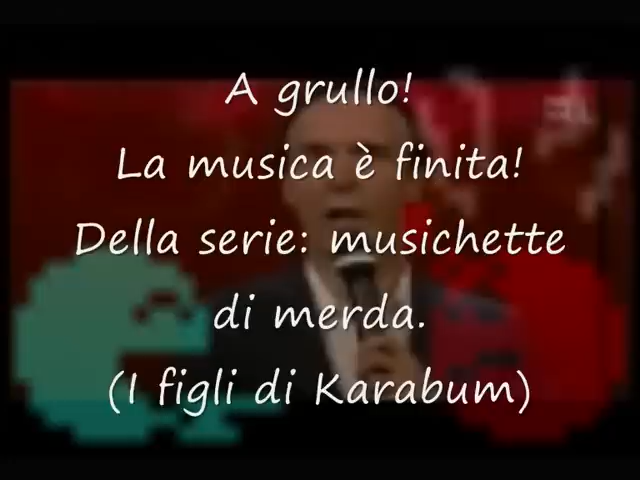 A grullo!
La musica è finita!
Della serie: musichette
di merda.
(I figli di Karabum)